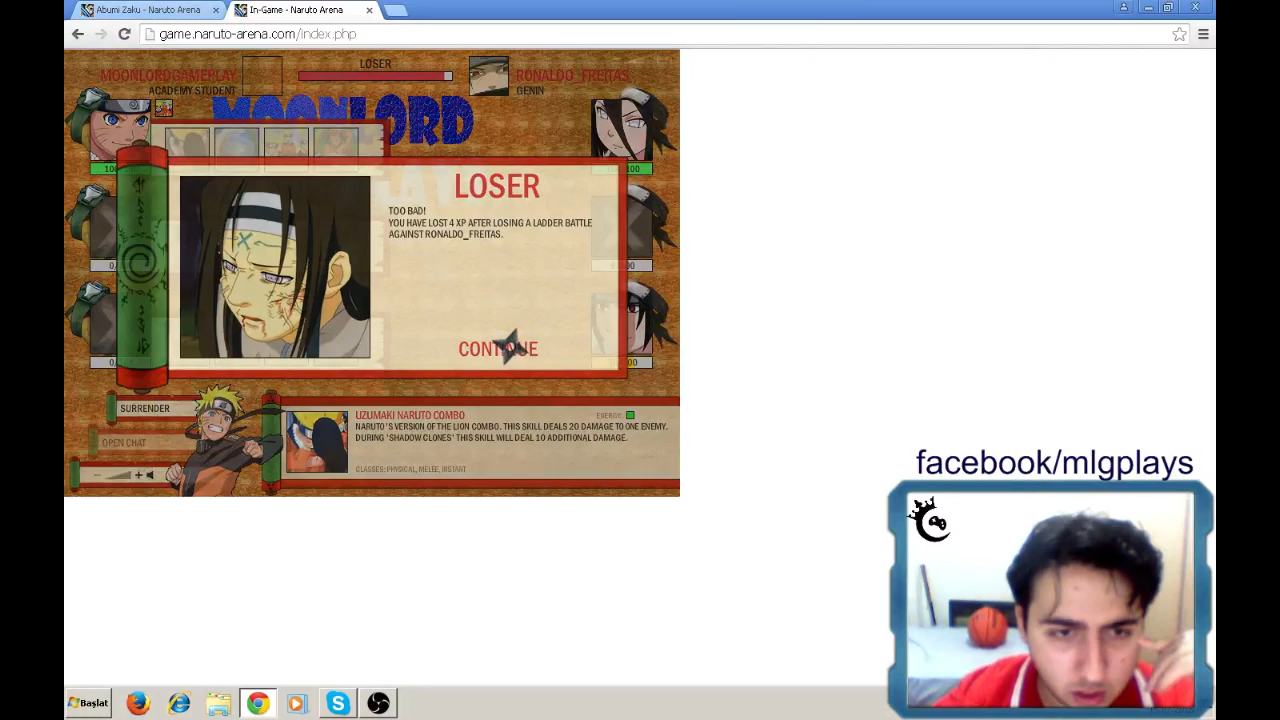 Abumi Zaku - Naruto Arena
In-Game - Naruto Arena
game.naruto-arena.com/index.php
MOONLORDGAMEPLAY
ACADEMY STUDENT
LOSER
RONALDO_FREITAS
GENIN
MOONLORD
100
LOSER
TOO BAD!
YOU HAVE LOST 4 XP AFTER LOSING A LADDER BATTLE
AGAINST RONALDO_FREITAS.
CONTINUE
SURRENDER
OPEN CHAT
UZUMAKI NARUTO COMBO
ENERGY:
NARUTO'S VERSION OF THE LION COMBO. THIS SKILL DEALS 20 DAMAGE TO ONE ENEMY.
DURING 'SHADOW CLONES' THIS SKILL WILL DEAL 10 ADDITIONAL DAMAGE.
CLASSES: PHYSICAL, MELEE, INSTANT
facebook/mlgplays
Başlat